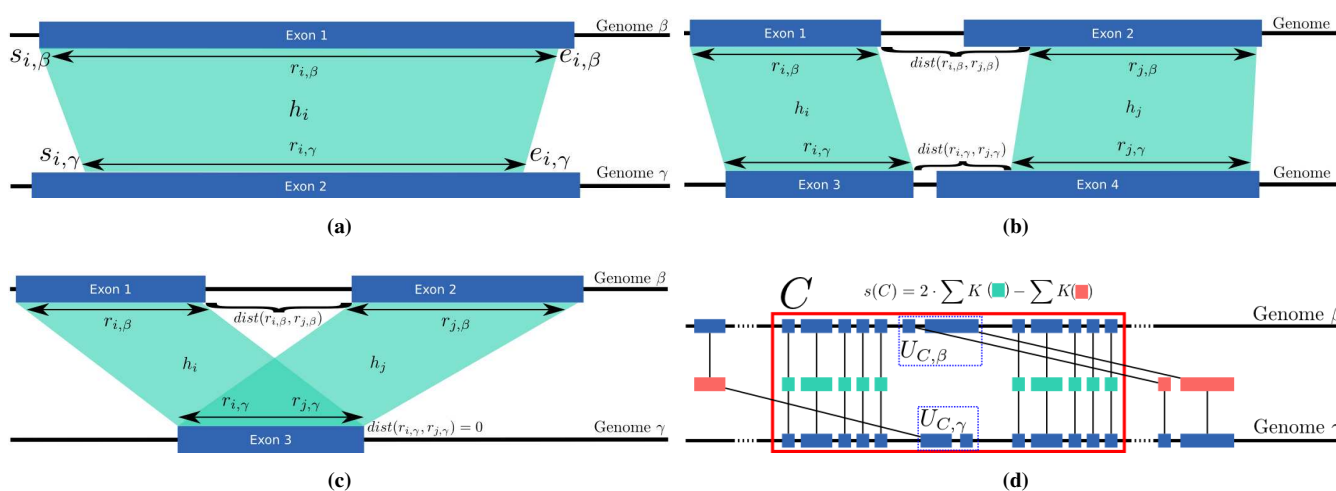 Exon 1
Genome β
s_{i,β}
e_{i,β}
r_{i,β}
h_i
r_{i,γ}
s_{i,γ}
e_{i,γ}
Exon 2
Genome γ
(a)
Exon 1
Exon 2
Genome
r_{i,β}
dist(r_{i,β}, r_{j,β})
r_{j,β}
h_i
h_j
r_{i,γ}
dist(r_{i,γ}, r_{j,γ})
r_{j,γ}
Exon 3
Exon 4
Genome
(b)
Exon 1
Exon 2
Genome β
r_{i,β}
dist(r_{i,β}, r_{j,β})
r_{j,β}
h_i
h_j
r_{i,γ}
r_{j,γ}
dist(r_{i,γ}, r_{j,γ}) = 0
Exon 3
Genome γ
(c)
C
s(C) = 2 · ∑ K( ) − ∑ K( )
Genome β
U_{C,β}
U_{C,γ}
Genome γ
(d)